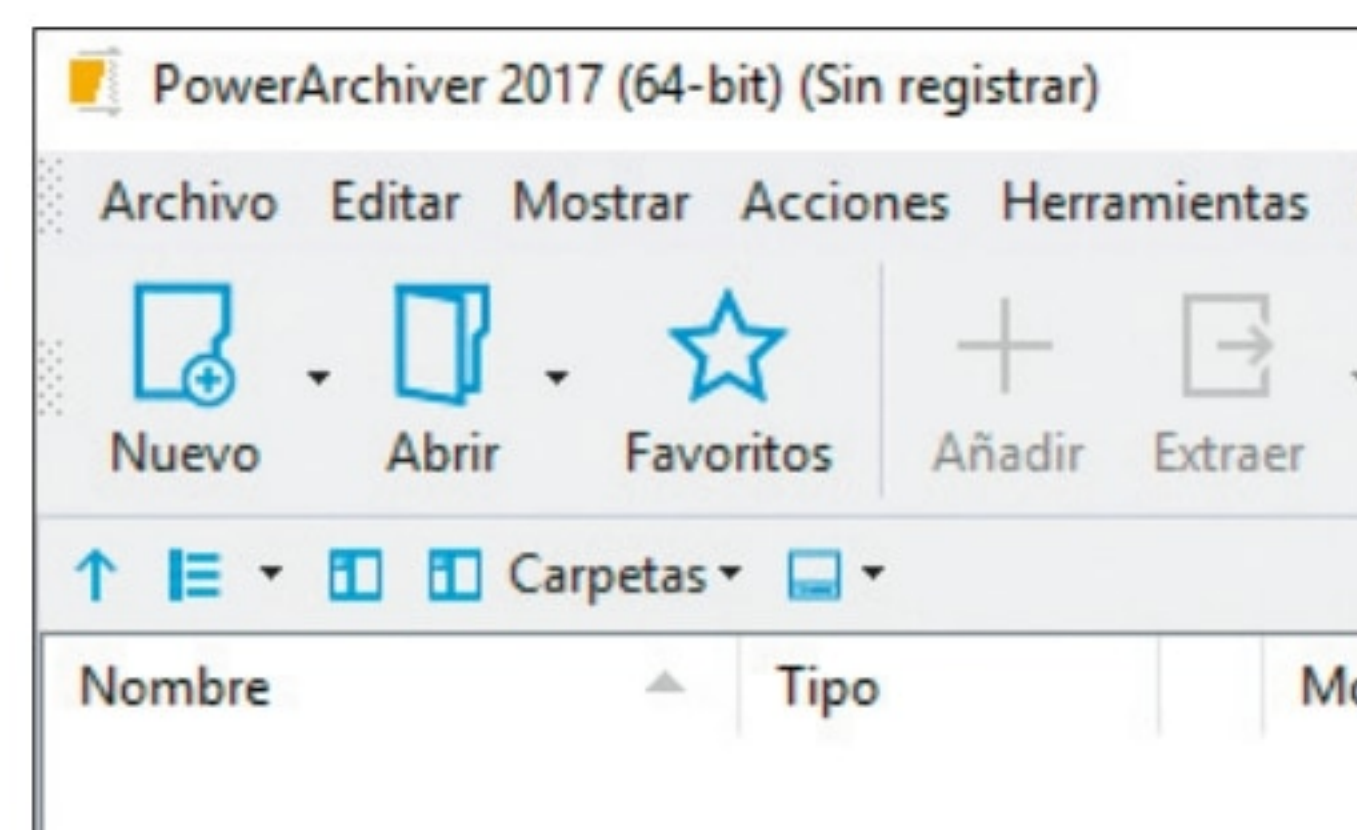 PowerArchiver 2017 (64-bit) (Sin registrar)
Archivo Editar Mostrar Acciones Herramientas
Nuevo Abrir Favoritos Añadir Extraer
Carpetas
Nombre Tipo